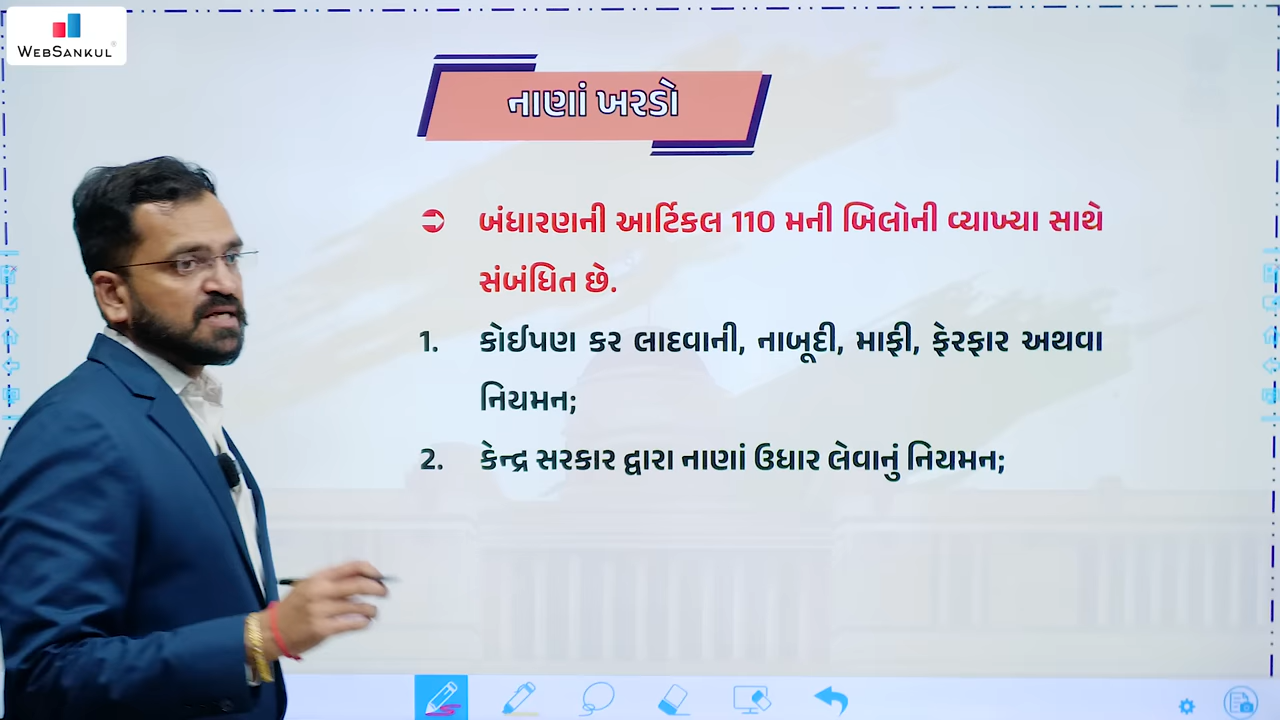 WEBSANKUL
નાણાં ખરડો
બંધારણની આર્ટિકલ 110 મની બિલોની વ્યાખ્યા સાથે
સંબંધિત છે.
1. કોઈપણ કર લાદવાની, નાબૂદી, માફી, ફેરફાર અથવા
નિયમન;
2. કેન્દ્ર સરકાર દ્વારા નાણાં ઉધાર લેવાનું નિયમન;